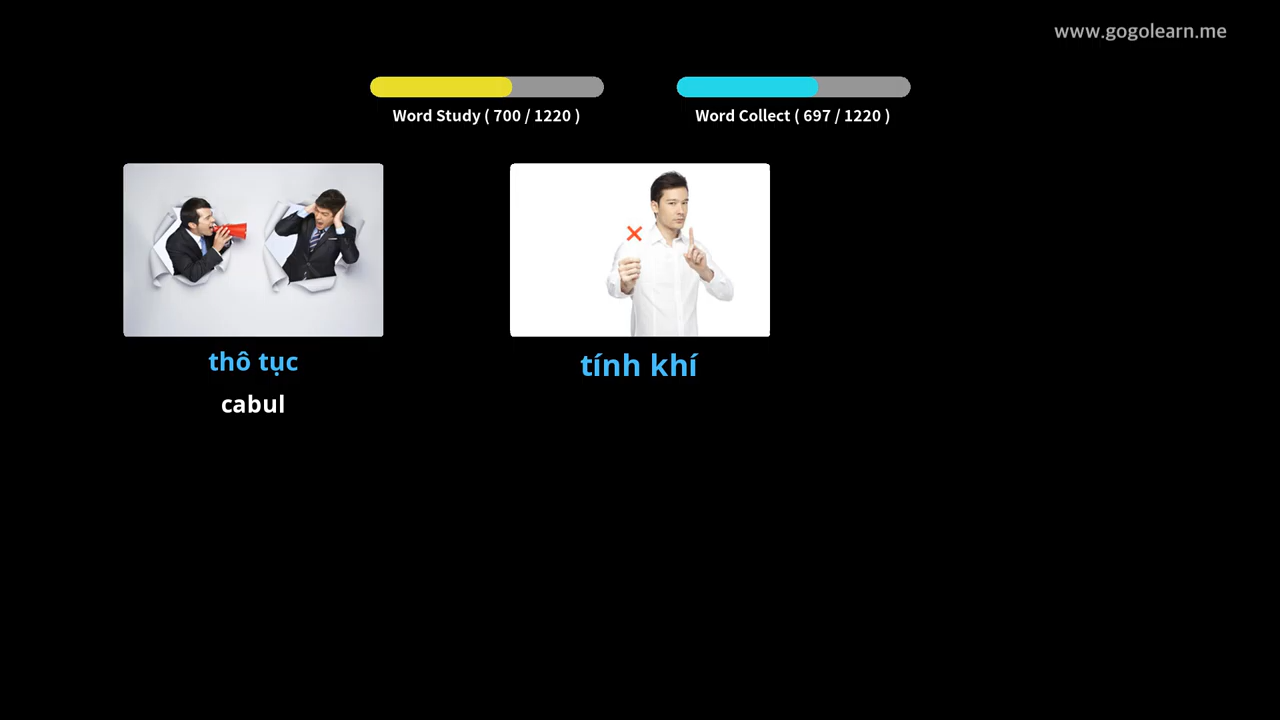 www.gogolearn.me
Word Study ( 700 / 1220 )
Word Collect ( 697 / 1220 )
thô tục
tính khí
cabul